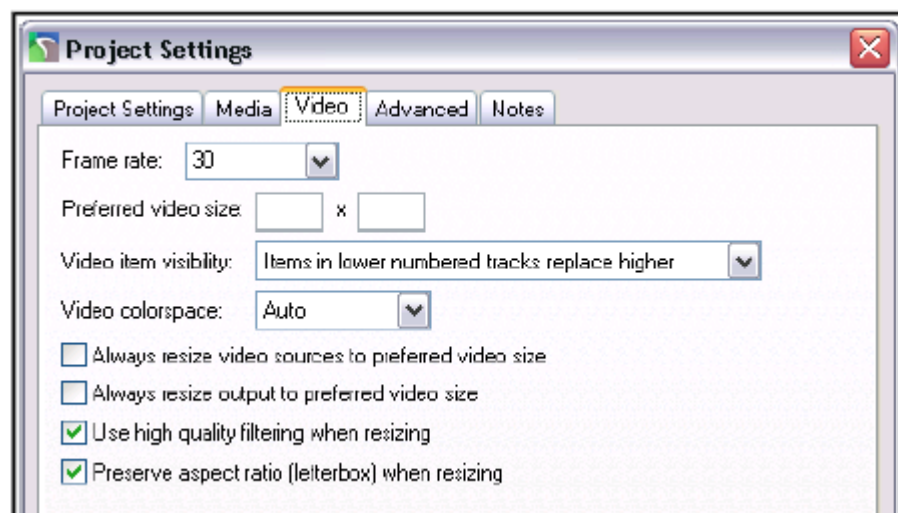 Project Settings
Project Settings Media Video Advanced Notes
Frame rate: 30
Preferred video size: x
Video item visibility: Items in lower numbered tracks replace higher
Video colorspace: Auto
Always resize video sources to preferred video size
Always resize output to preferred video size
Use high quality filtering when resizing
Preserve aspect ratio (letterbox) when resizing